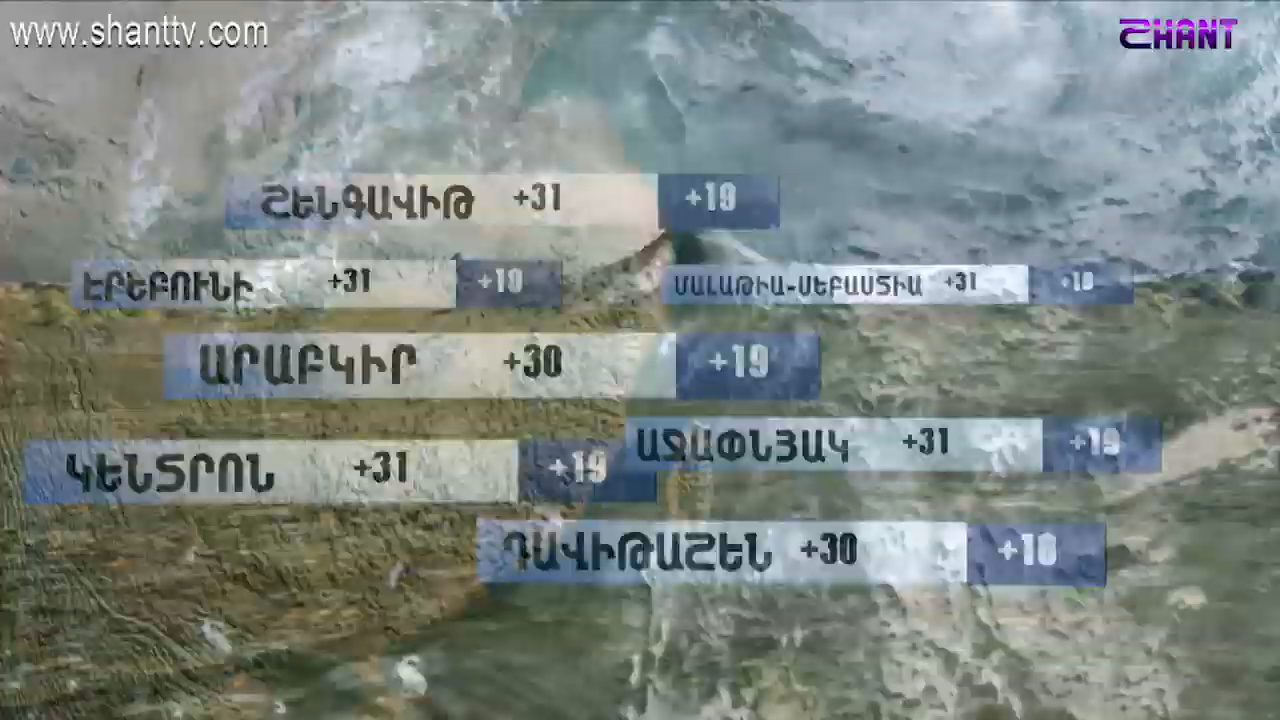 www.shanttv.com
SHANT
ՇԵՆԳԱՎԻԹ +31 +19
ԷՐԵԲՈՒՆԻ +31 +19
ՄԱԼԱԹԻԱ-ՍԵԲԱՍՏԻԱ +31 +18
ԱՐԱԲԿԻՐ +30 +19
ԱՋԱՓՆՅԱԿ +31 +19
ԿԵՆՏՐՈՆ +31 +19
ԴԱՎԻԹԱՇԵՆ +30 +18